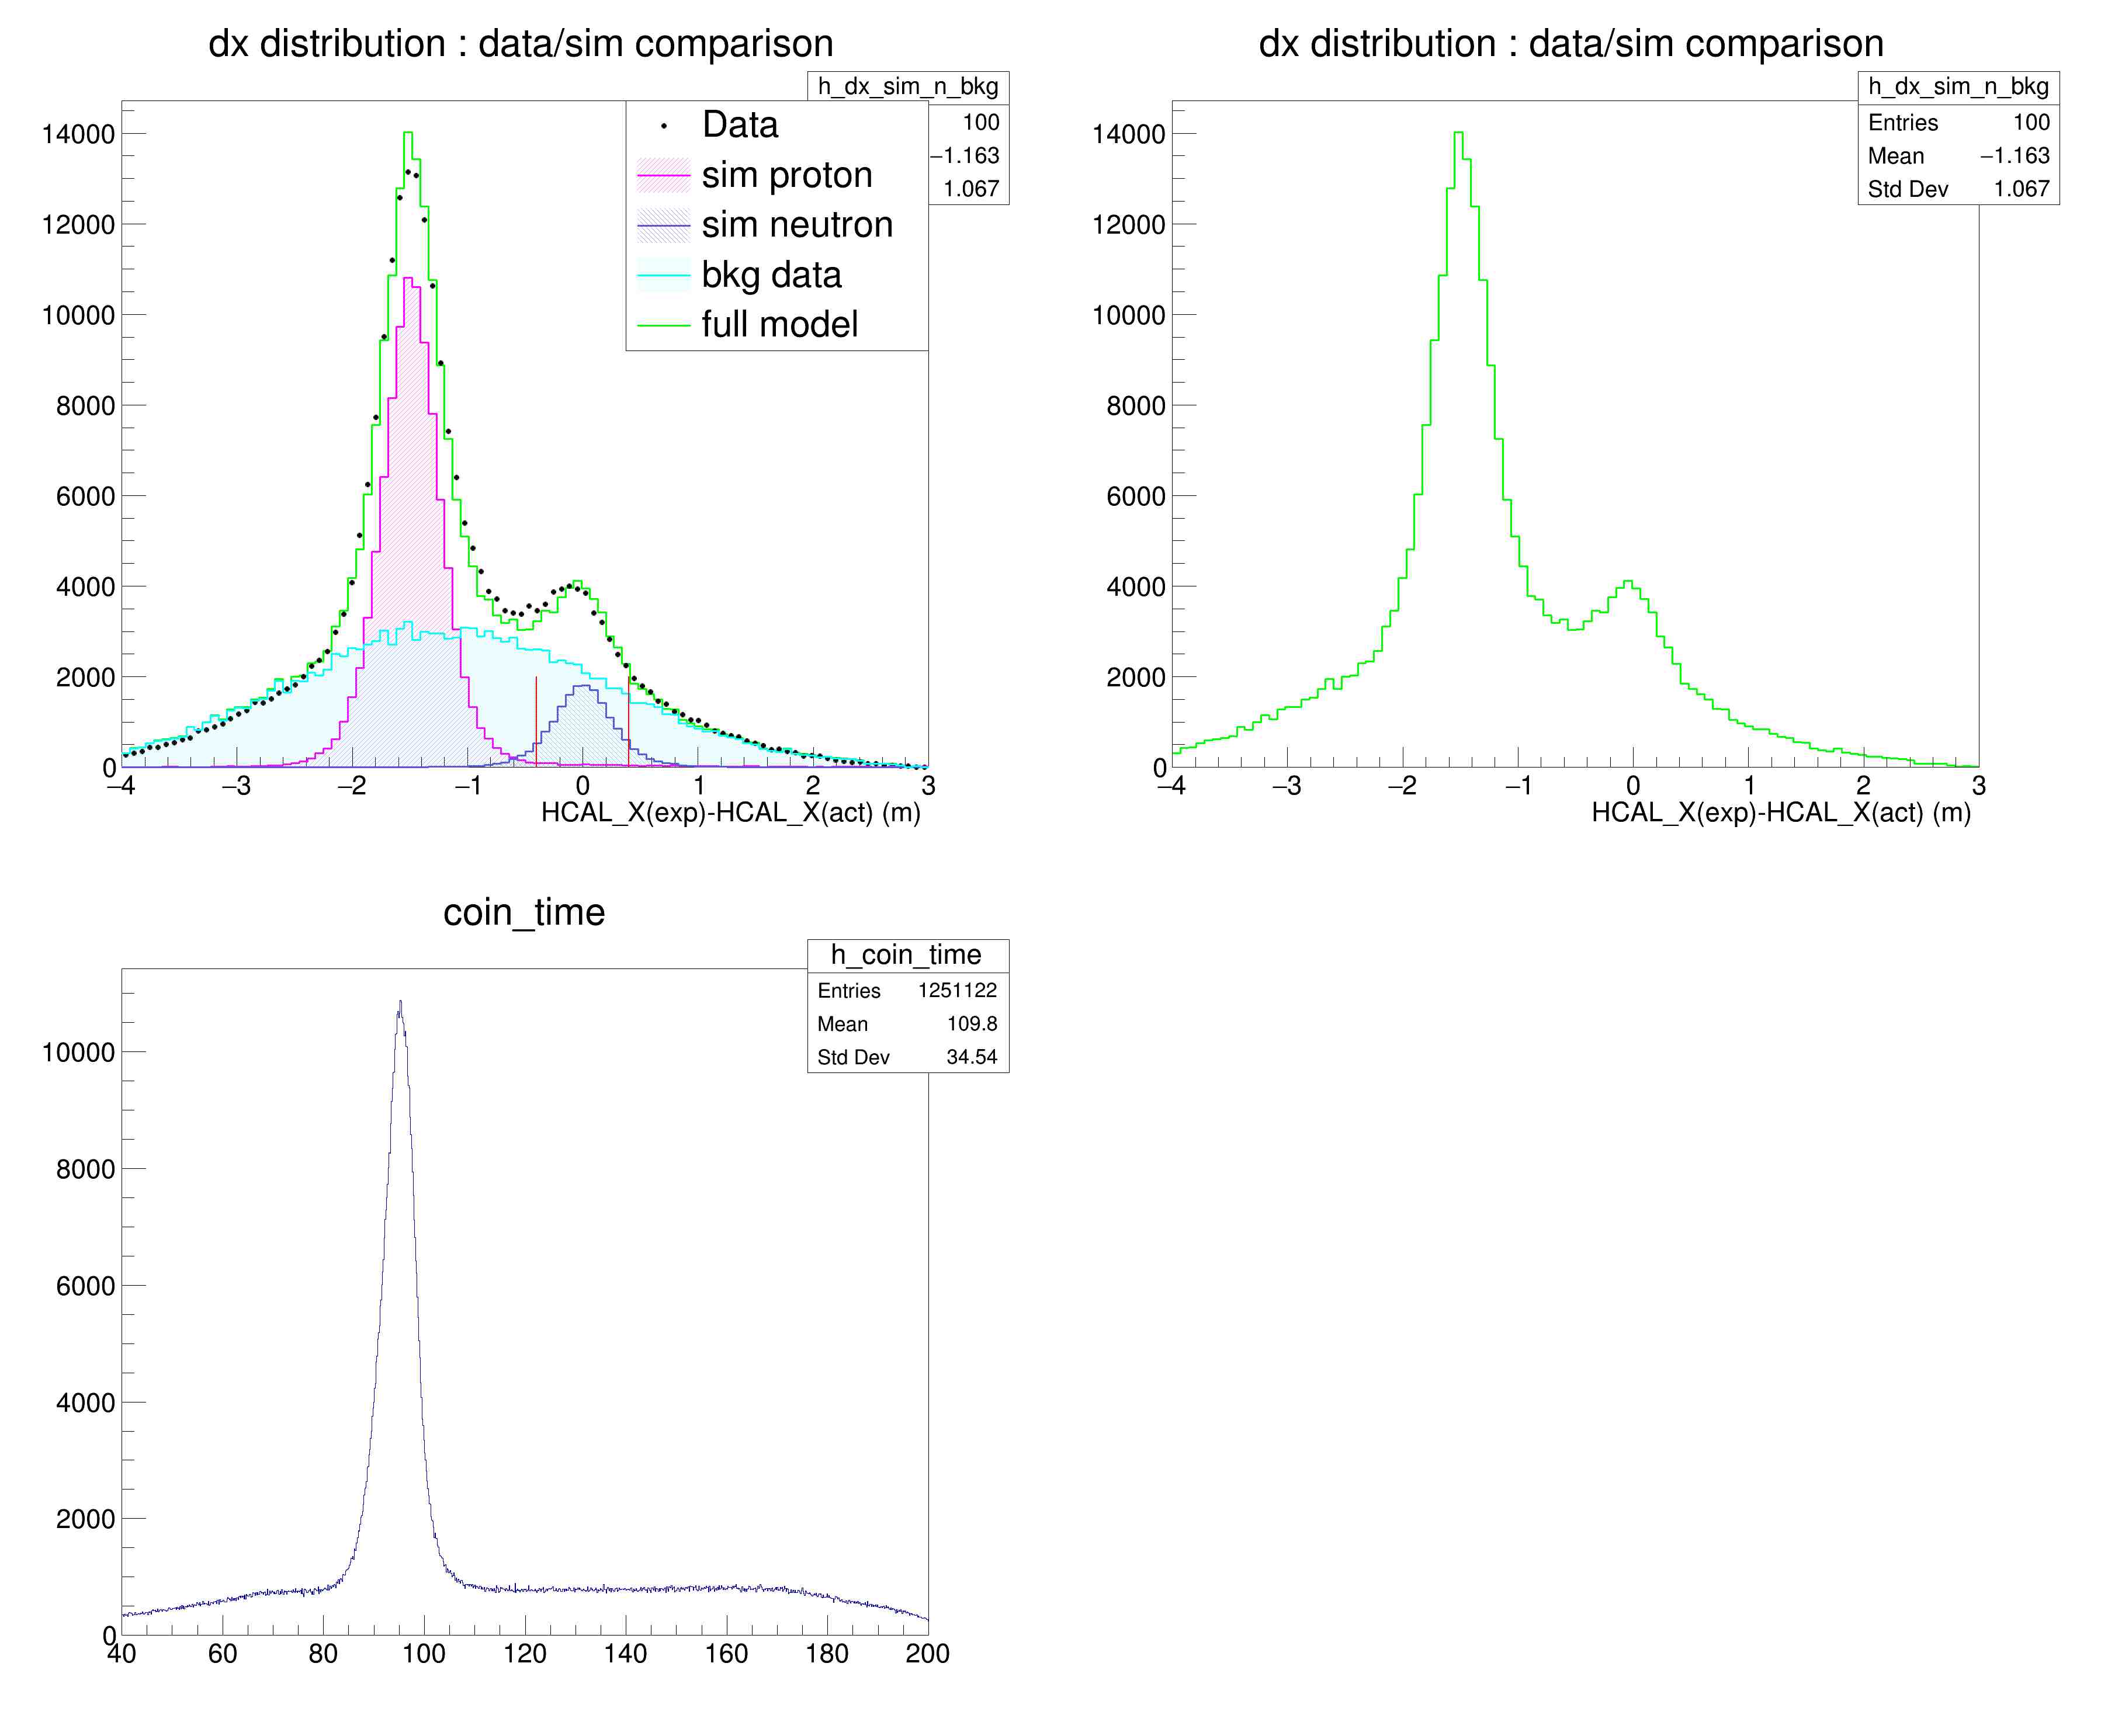 dx distribution : data/sim comparison
h_dx_sim_n_bkg
100
−1.163
1.067
Data
sim proton
sim neutron
bkg data
full model
14000
12000
10000
8000
6000
4000
2000
0
−4 −3 −2 −1 0 1 2 3
HCAL_X(exp)-HCAL_X(act) (m)
dx distribution : data/sim comparison
h_dx_sim_n_bkg
Entries 100
Mean −1.163
Std Dev 1.067
14000
12000
10000
8000
6000
4000
2000
0
−4 −3 −2 −1 0 1 2 3
HCAL_X(exp)-HCAL_X(act) (m)
coin_time
h_coin_time
Entries 1251122
Mean 109.8
Std Dev 34.54
10000
8000
6000
4000
2000
0
40 60 80 100 120 140 160 180 200